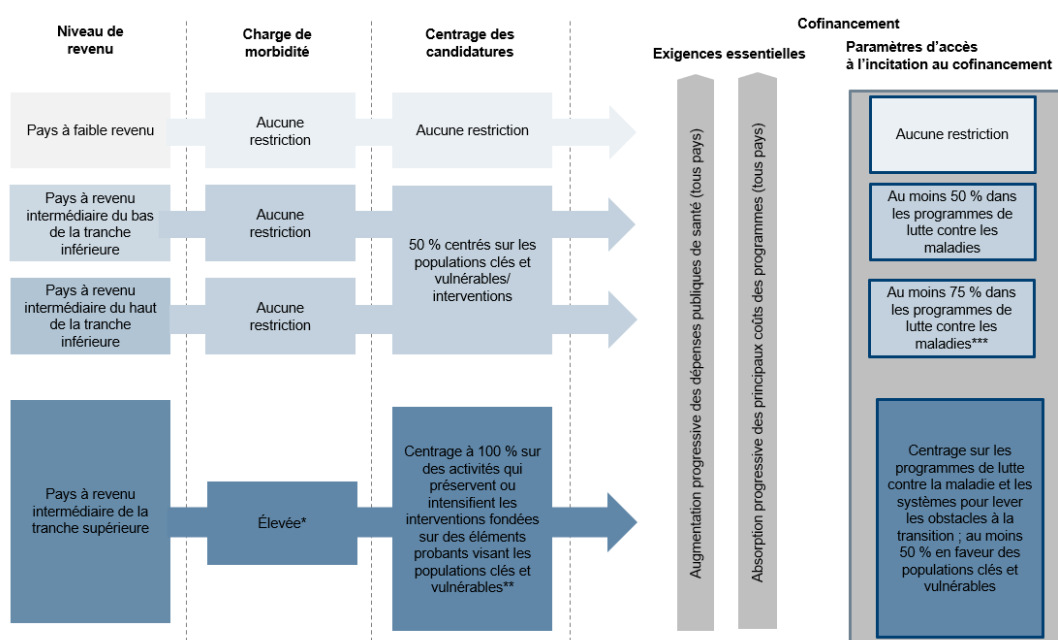 Niveau de
revenu
Charge de
morbidité
Centrage des
candidatures
Cofinancement
Exigences essentielles
Paramètres d'accès
à l'incitation au cofinancement
Pays à faible revenu
Aucune
restriction
Aucune restriction
Aucune restriction
Pays à revenu
intermédiaire du bas
de la tranche
inférieure
Aucune
restriction
50 % centrés sur les
populations clés et
vulnérables/
interventions
Au moins 50 % dans
les programmes de
lutte contre les
maladies
Pays à revenu
intermédiaire du haut
de la tranche
inférieure
Aucune
restriction
Au moins 75 % dans
les programmes de
lutte contre les
maladies***
Pays à revenu
intermédiaire de la
tranche supérieure
Élevée*
Centrage à 100 % sur
des activités qui
préservent ou
intensifient les
interventions fondées
sur des éléments
probants visant les
populations clés et
vulnérables**
Augmentation progressive des dépenses publiques de santé (tous pays)
Absorption progressive des principaux coûts des programmes (tous pays)
Centrage sur les
programmes de lutte
contre la maladie et les
systèmes pour lever
les obstacles à la
transition ; au moins
50 % en faveur des
populations clés et
vulnérables